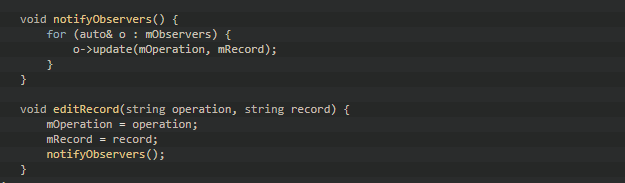 void notifyObservers() {
    for (auto& o : mObservers) {
        o->update(mOperation, mRecord);
    }
}

void editRecord(string operation, string record) {
    mOperation = operation;
    mRecord = record;
    notifyObservers();
}